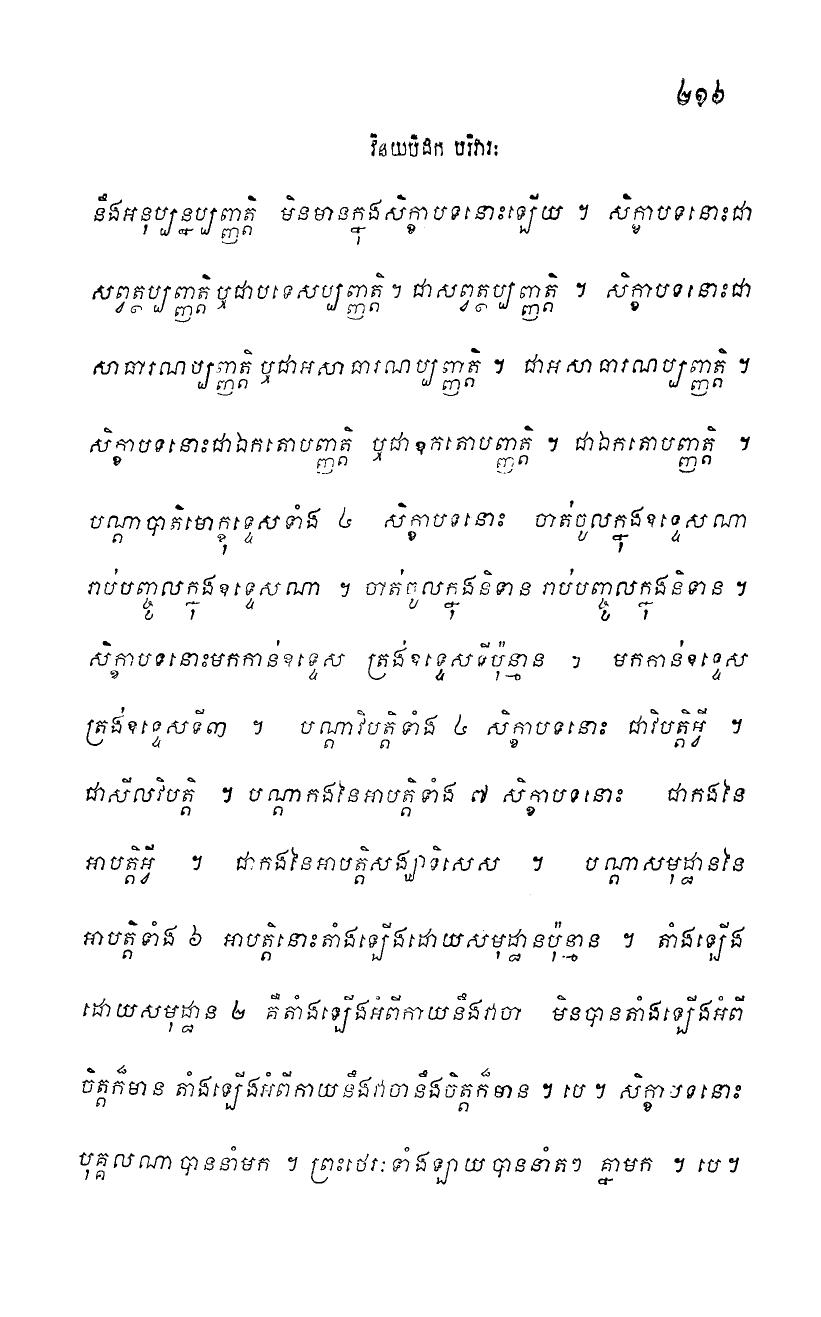 ២១៦
វិនយបិដក បរិវារៈ
នឹងអនុប្បន្នប្បញ្ញត្តិ មិនមានក្នុងសិក្ខាបទនោះឡើយ ។ សិក្ខាបទនោះជា
សព្វត្ថប្បញ្ញត្តិ ឬជាបទេសប្បញ្ញត្តិ ។ ជាសព្វត្ថប្បញ្ញត្តិ ។ សិក្ខាបទនោះជា
សាធារណប្បញ្ញត្តិ ឬជាអសាធារណប្បញ្ញត្តិ ។ ជាអសាធារណប្បញ្ញត្តិ ។
សិក្ខាបទនោះជាឯកតោបញ្ញត្តិ ឬជាឧភតោបញ្ញត្តិ ។ ជាឯកតោបញ្ញត្តិ ។
បណ្តាបាតិមោក្ខុទ្ទេសទាំង ៤ សិក្ខាបទនោះ ចាត់ចូលក្នុងឧទ្ទេសណា
រាប់បញ្ចូលក្នុងឧទ្ទេសណា ។ ចាត់ចូលក្នុងនិទាន រាប់បញ្ចូលក្នុងនិទាន ។
សិក្ខាបទនោះមកកាន់ឧទ្ទេស ត្រង់ឧទ្ទេសទីប៉ុន្មាន ។ មកកាន់ឧទ្ទេស
ត្រង់ឧទ្ទេសទី៣ ។ បណ្តាវិបត្តិទាំង ៤ សិក្ខាបទនោះ ជាវិបត្តិអ្វី ។
ជាសីលវិបត្តិ ។ បណ្តាកងនៃអាបត្តិទាំង ៧ សិក្ខាបទនោះ ជាកងនៃ
អាបត្តិអ្វី ។ ជាកងនៃអាបត្តិសង្ឃាទិសេស ។ បណ្តាសមុដ្ឋាននៃ
អាបត្តិទាំង ៦ អាបត្តិនោះតាំងឡើងដោយសមុដ្ឋានប៉ុន្មាន ។ តាំងឡើង
ដោយសមុដ្ឋាន ២ គឺតាំងឡើងអំពីកាយនឹងវាចា មិនបានតាំងឡើងអំពី
ចិត្តក៏មាន តាំងឡើងអំពីកាយនឹងវាចានឹងចិត្តក៏មាន ។ បេ ។ សិក្ខាបទនោះ
បុគ្គលណាបាននាំមក ។ ព្រះថេរៈទាំងឡាយបាននាំតៗ គ្នាមក ។ បេ ។